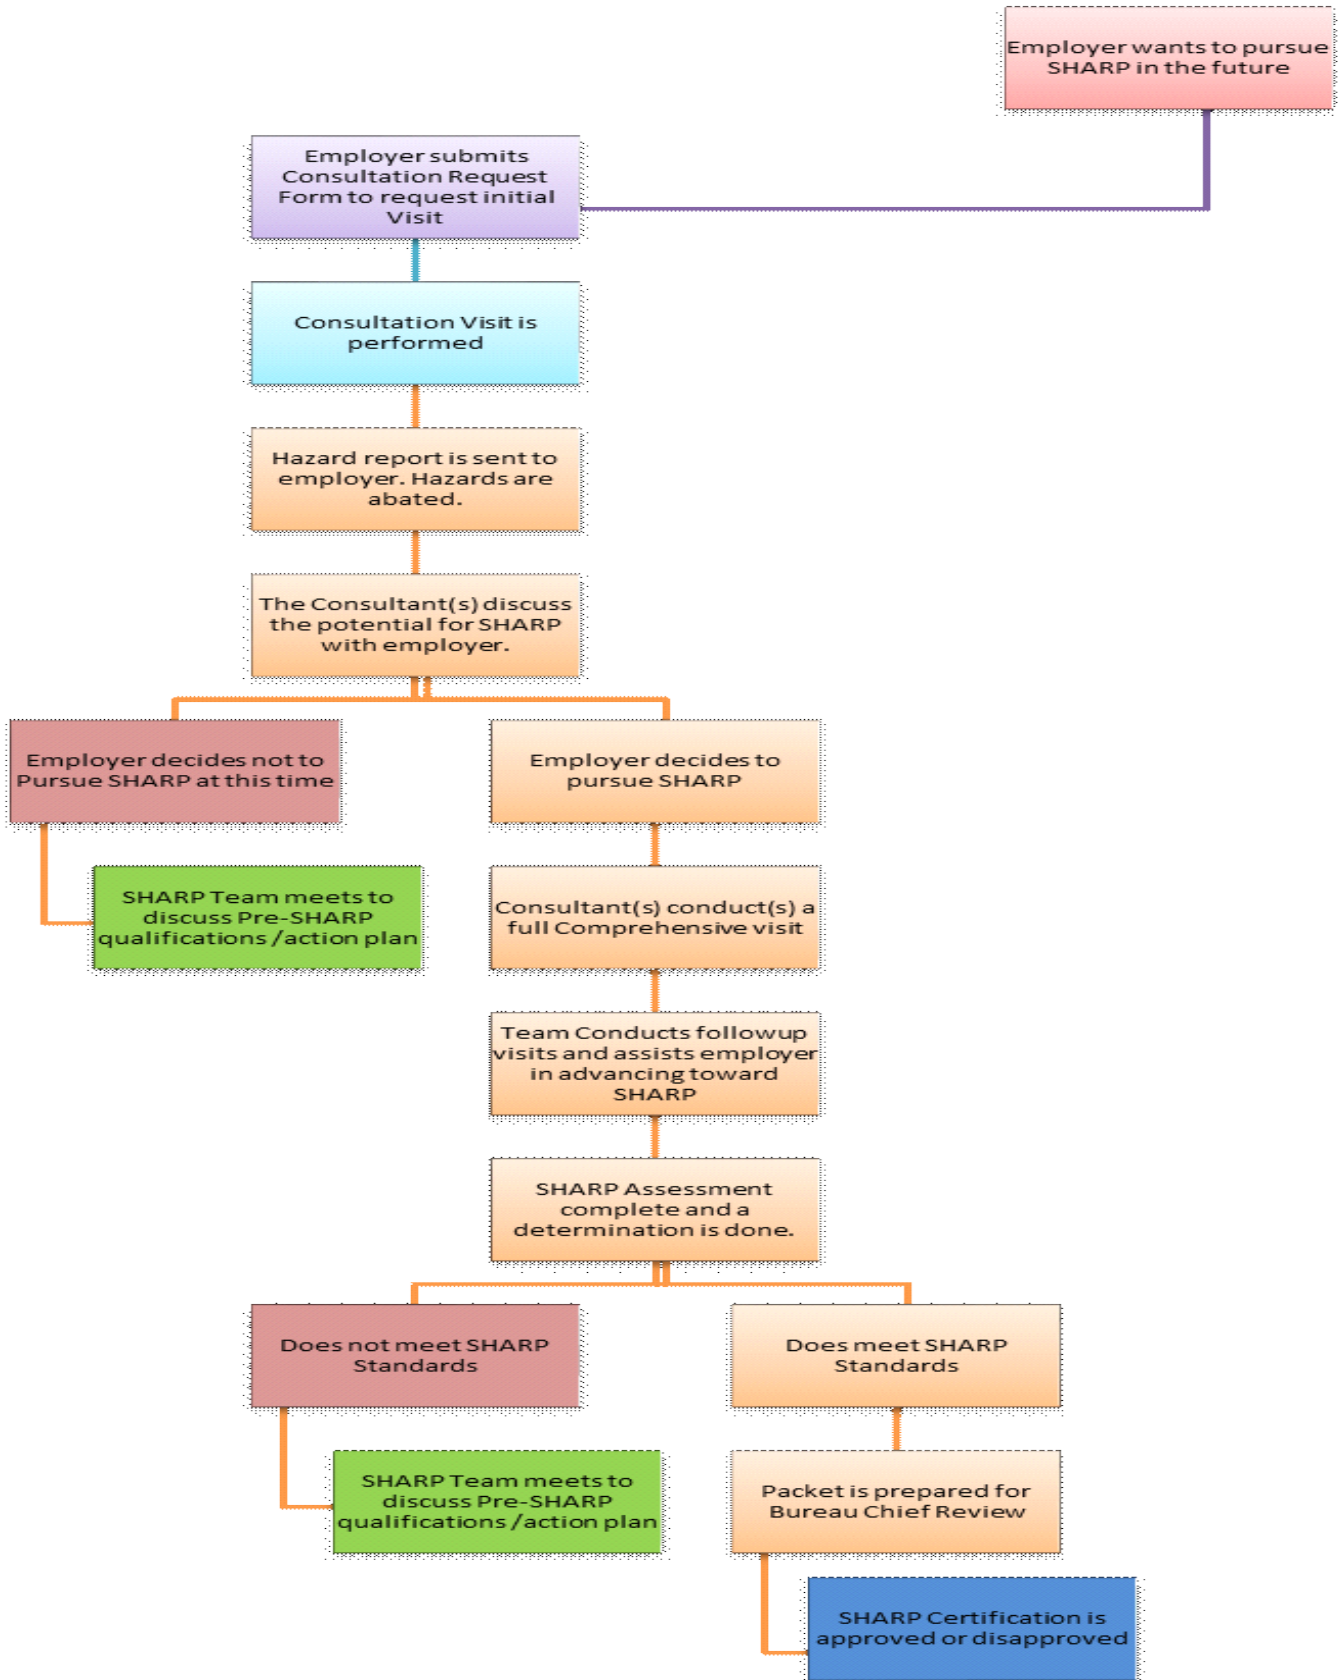 Employer wants to pursue
SHARP in the future
Employer submits
Consultation Request
Form to request initial
Visit
Consultation Visit is
performed
Hazard report is sent to
employer. Hazards are
abated.
The Consultant(s) discuss
the potential for SHARP
with employer.
Employer decides not to
Pursue SHARP at this time
SHARP Team meets to
discuss Pre-SHARP
qualifications /action plan
Employer decides to
pursue SHARP
Consultant(s) conduct(s) a
full Comprehensive visit
Team Conducts followup
visits and assists employer
in advancing toward
SHARP
SHARP Assessment
complete and a
determination is done.
Does not meet SHARP
Standards
SHARP Team meets to
discuss Pre-SHARP
qualifications /action plan
Does meet SHARP
Standards
Packet is prepared for
Bureau Chief Review
SHARP Certification is
approved or disapproved